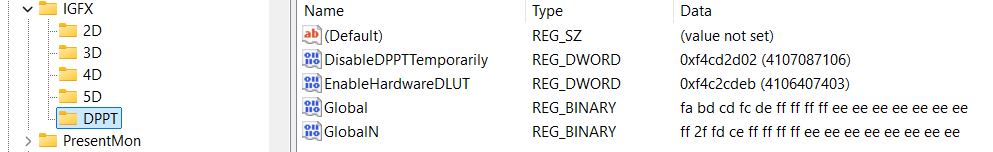 IGFX
2D
3D
4D
5D
DPPT
PresentMon
Name Type Data
(Default) REG_SZ (value not set)
DisableDPPTTemporarily REG_DWORD 0xf4cd2d02 (4107087106)
EnableHardwareDLUT REG_DWORD 0xf4c2cdeb (4106407403)
Global REG_BINARY fa bd cd fc de ff ff ff ff ee ee ee ee ee ee ee
GlobalN REG_BINARY ff 2f fd ce ff ff ff ff ee ee ee ee ee ee ee